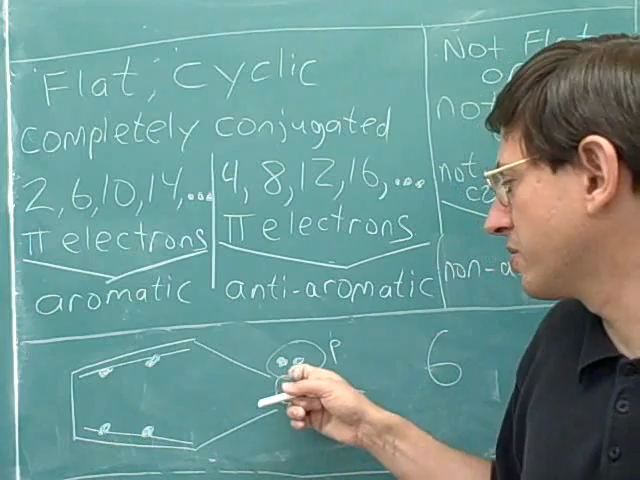 Flat, Cyclic
completely conjugated
2, 6, 10, 14, ...
π electrons
aromatic
4, 8, 12, 16, ...
π electrons
anti-aromatic
Not Flat
or
not
not
non-a
p
6